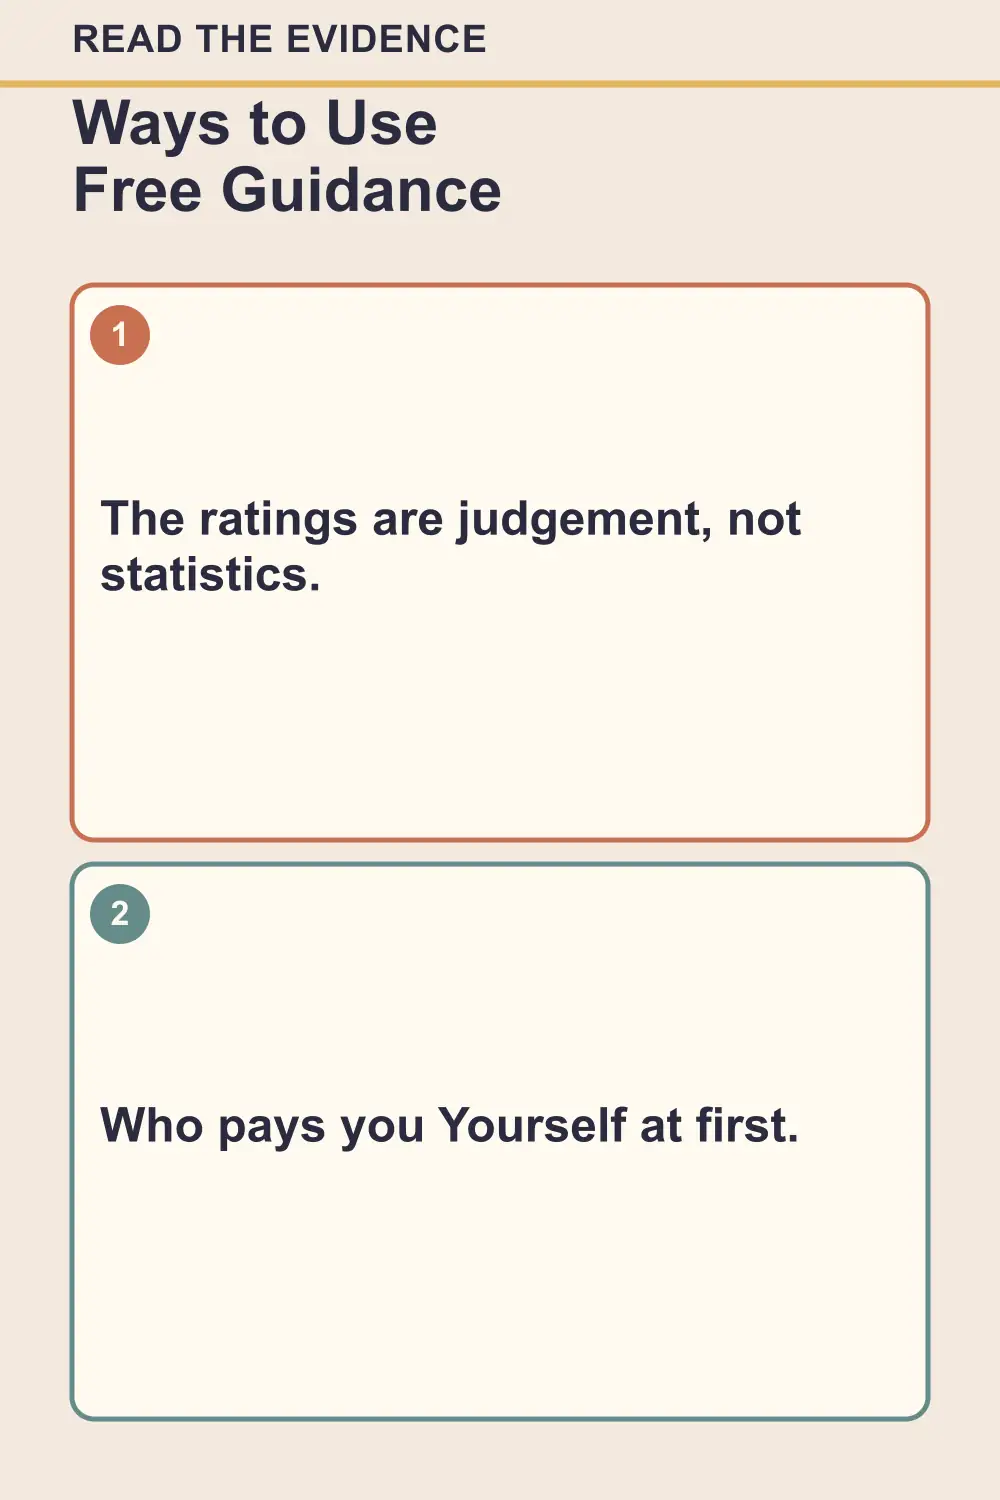 READ THE EVIDENCE
Ways to Use
Free Guidance
1
The ratings are judgement, not
statistics.
2
Who pays you Yourself at first.